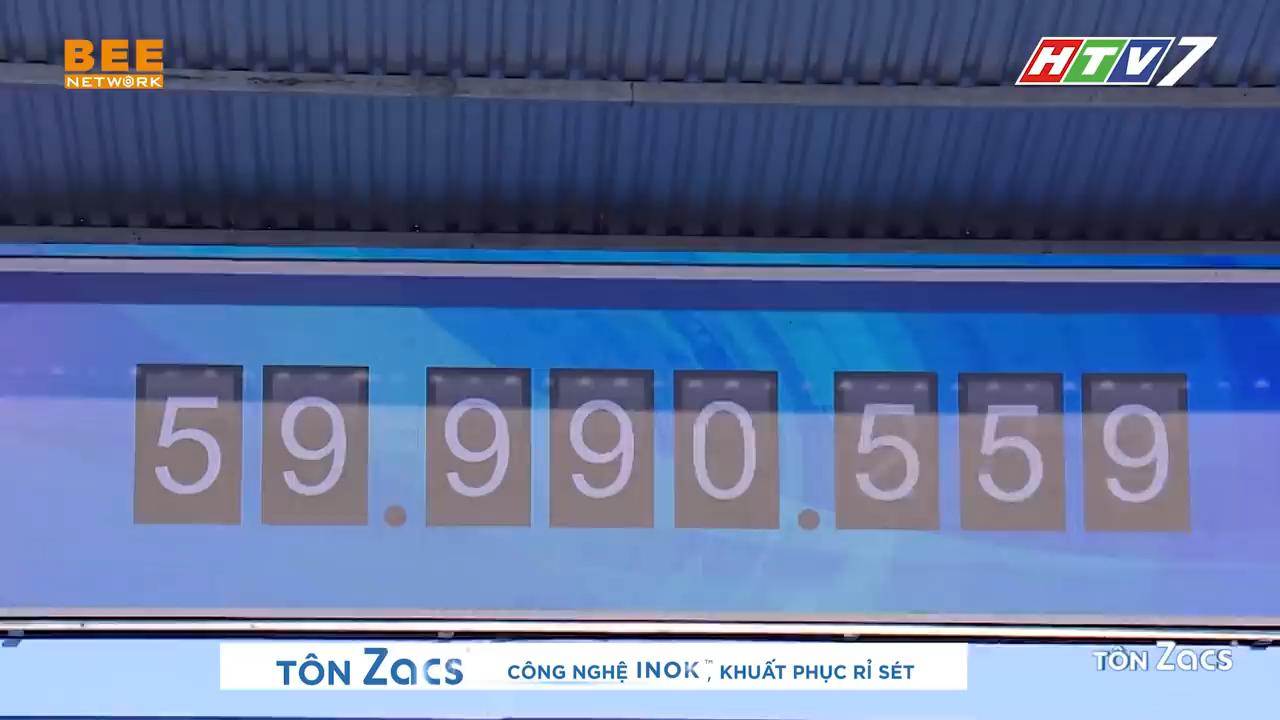 BEE
NETWORK
HTV7
59.990.559
TÔN Zacs CÔNG NGHỆ INOK™, KHUẤT PHỤC RỈ SÉT
TÔN Zacs